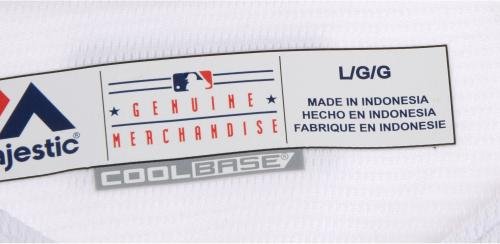 ajestic®
GENUINE
MERCHANDISE
L/G/G
MADE IN INDONESIA
HECHO EN INDONESIA
FABRIQUE EN INDONESIE
COOLBASE®